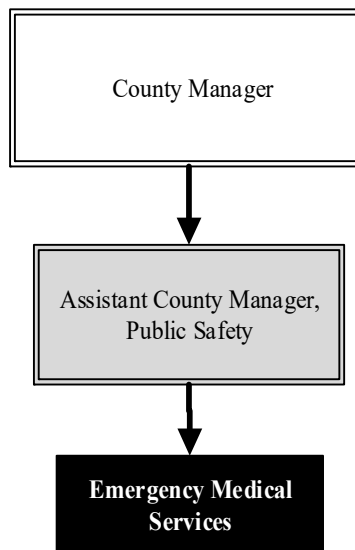 County Manager
Assistant County Manager,
Public Safety
Emergency Medical
Services